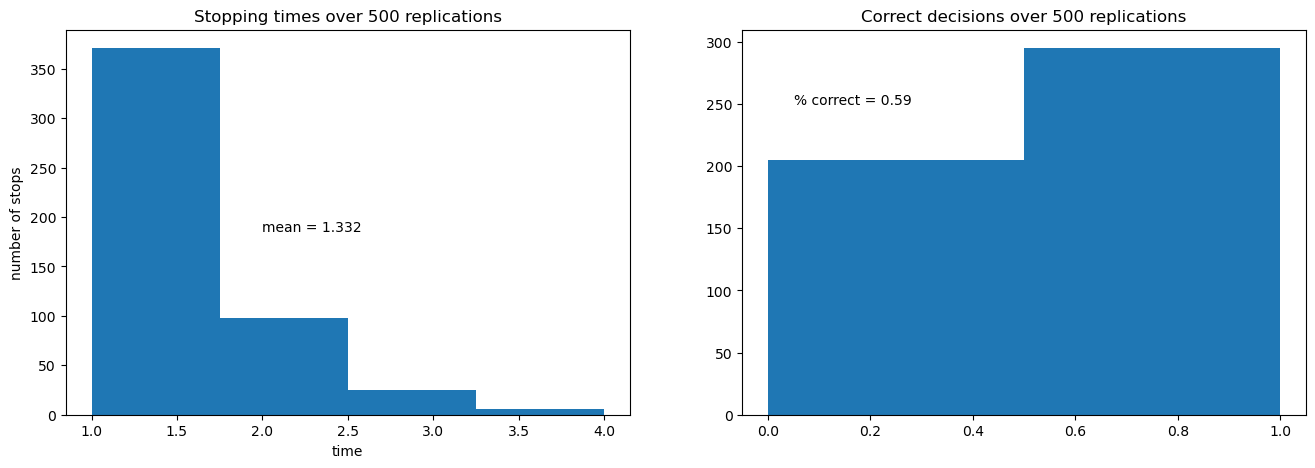 Stopping times over 500 replications
number of stops
350
300
250
200
150
100
50
0
mean = 1.332
1.0 1.5 2.0 2.5 3.0 3.5 4.0
time
Correct decisions over 500 replications
300
250
200
150
100
50
0
% correct = 0.59
0.0 0.2 0.4 0.6 0.8 1.0